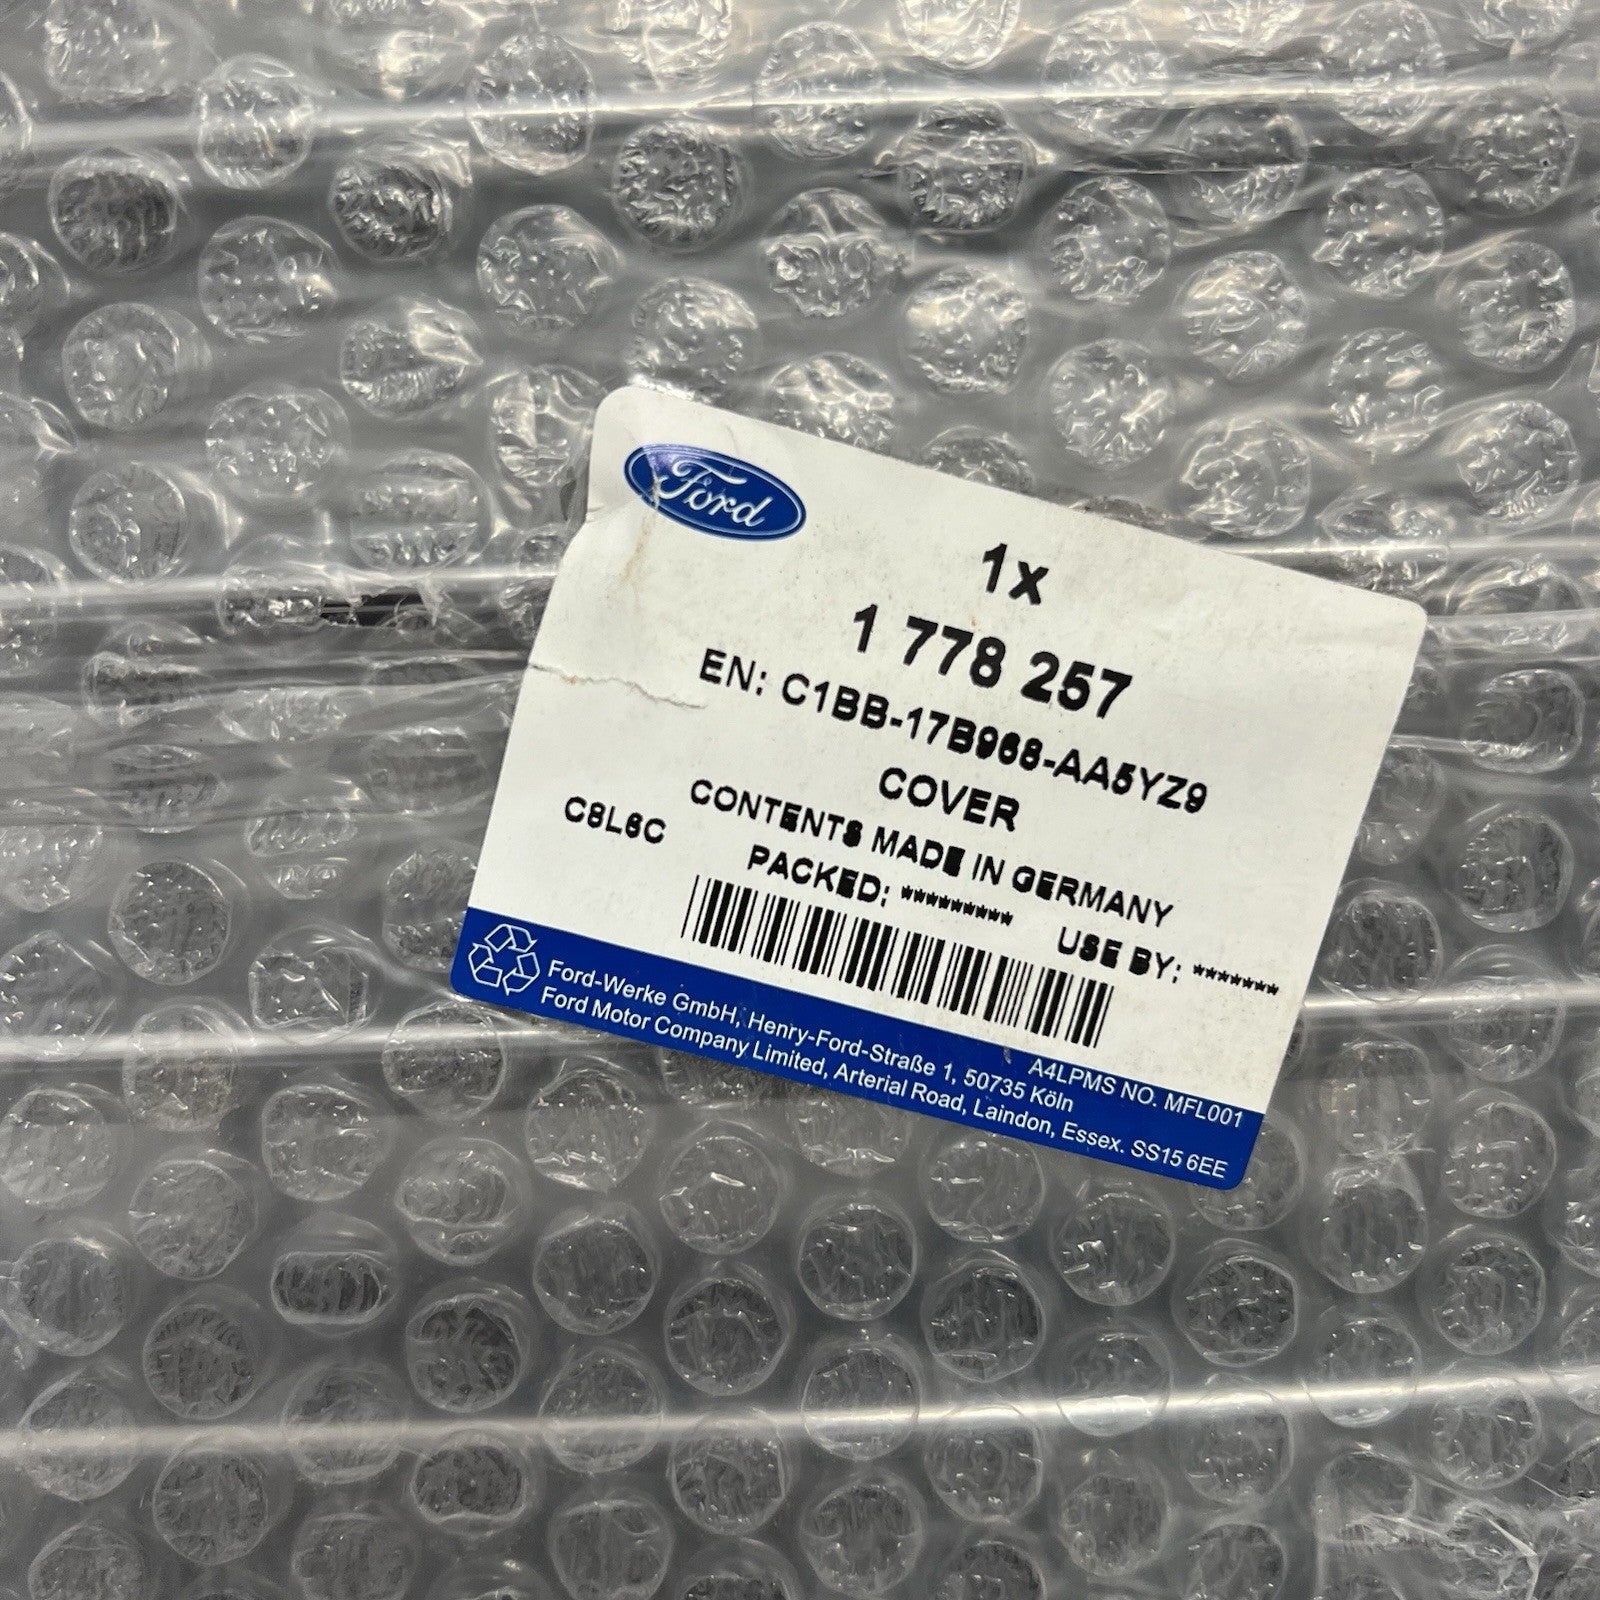 Ford
1x
1 778 257
EN: C1BB-17B968-AA5YZ9
COVER
CONTENTS MADE IN GERMANY
C8L6C
PACKED: *********
USE BY: *******
A4LPMS NO. MFL001
Ford-Werke GmbH, Henry-Ford-Straße 1, 50735 Köln
Ford Motor Company Limited, Arterial Road, Laindon, Essex. SS15 6EE